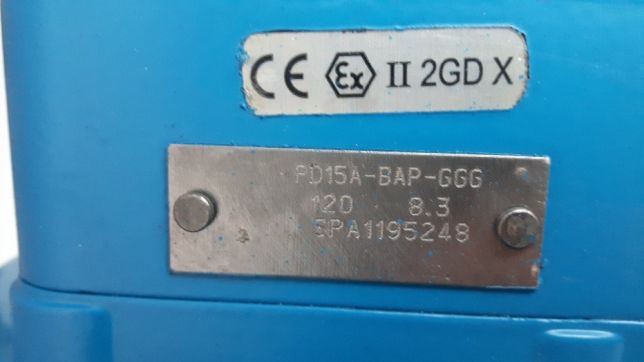 CE Ex II 2GD X
PD15A-BAP-GGG
120 8.3
SPA1195248